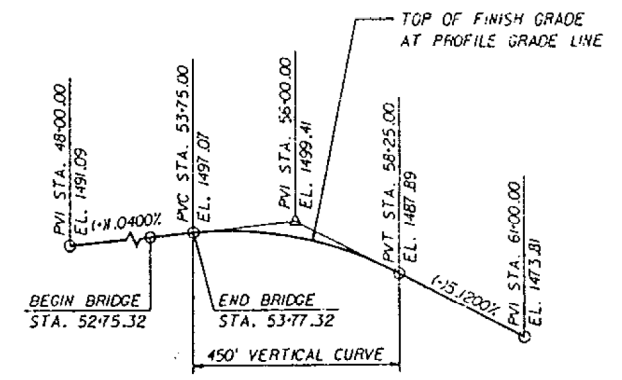 TOP OF FINISH GRADE
AT PROFILE GRADE LINE
PVI STA. 48+00.00
EL. 1491.09
(+)1.0400%
PVC STA. 53+75.00
EL. 1497.07
PVI STA. 56+00.00
EL. 1499.41
PVT STA. 58+25.00
EL. 1487.89
(-)5.1200%
PVI STA. 61+00.00
EL. 1473.81
BEGIN BRIDGE
STA. 52+75.32
END BRIDGE
STA. 53+77.32
450' VERTICAL CURVE